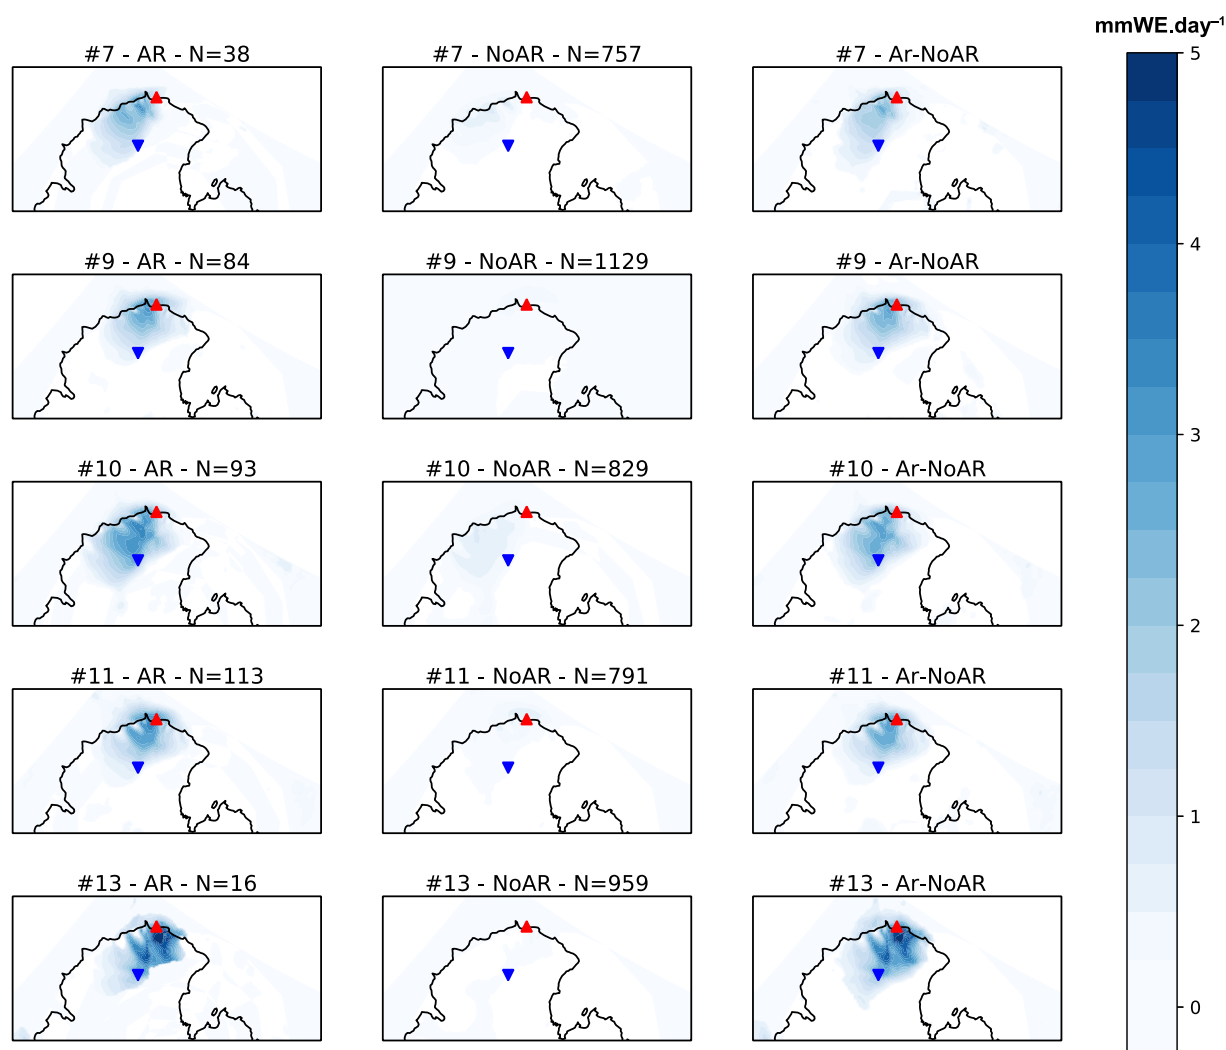 mmWE.day⁻¹
#7 - AR - N=38
#7 - NoAR - N=757
#7 - Ar-NoAR
5
4
3
2
1
0
#9 - AR - N=84
#9 - NoAR - N=1129
#9 - Ar-NoAR
#10 - AR - N=93
#10 - NoAR - N=829
#10 - Ar-NoAR
#11 - AR - N=113
#11 - NoAR - N=791
#11 - Ar-NoAR
#13 - AR - N=16
#13 - NoAR - N=959
#13 - Ar-NoAR